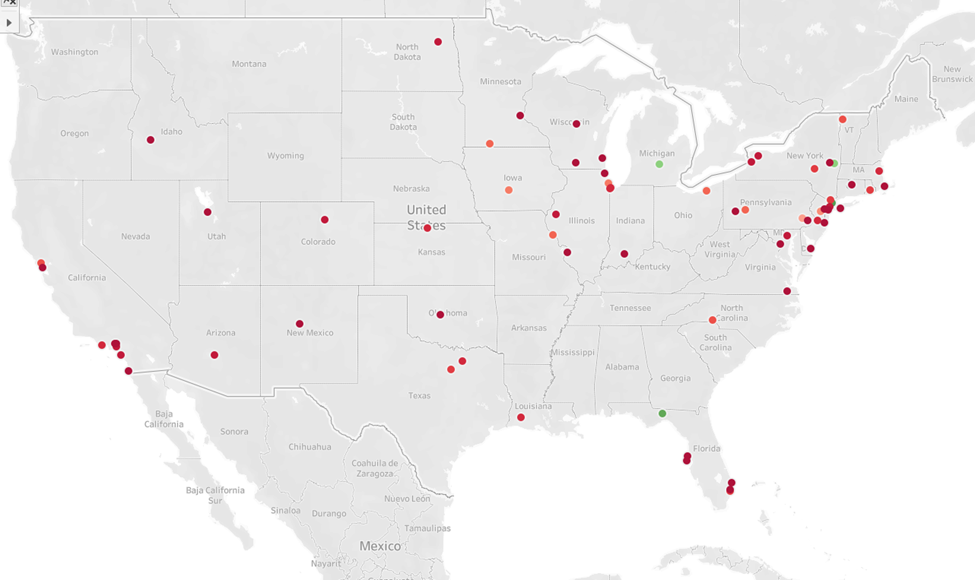 Washington
Montana
North
Dakota
Minnesota
New
Brunswick
Maine
Oregon
Idaho
South
Dakota
VT
Wyoming
Michigan
New York
MA
Iowa
Nebraska
United
States
Nevada
Utah
Colorado
Kansas
Illinois
Indiana
Ohio
Pennsylvania
California
Missouri
West
Virginia
Virginia
Kentucky
Arizona
New Mexico
Tennessee
North
Carolina
Arkansas
South
Carolina
Mississippi
Alabama
Georgia
Texas
Louisiana
Florida
Baja
California
Sonora
Chihuahua
Coahuila de
Zaragoza
Baja California
Sur
Nuevo León
Sinaloa
Durango
Tamaulipas
Mexico
Nayarit